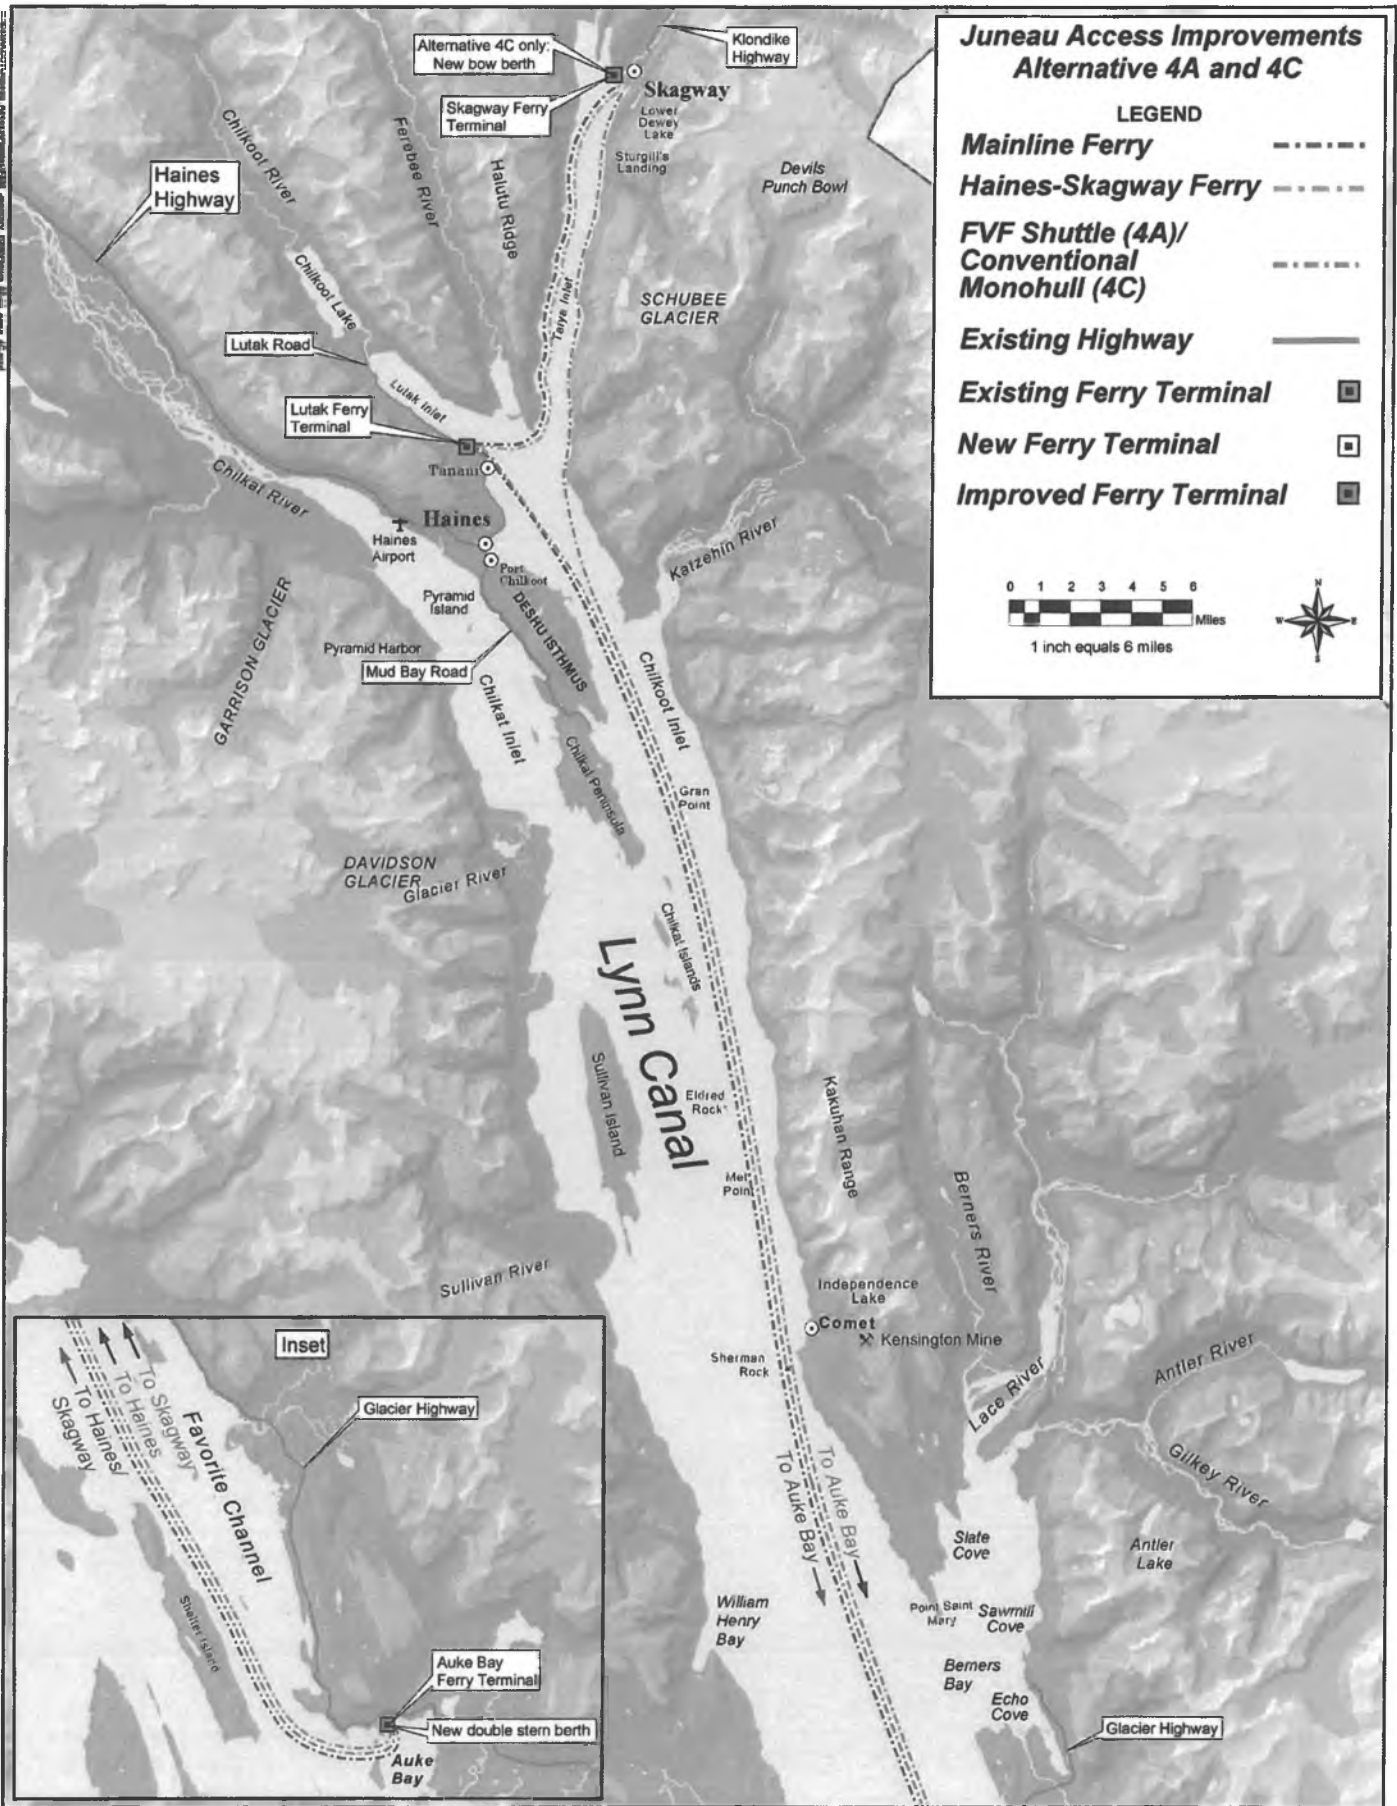 Juneau Access Improvements
Alternative 4A and 4C
LEGEND
Mainline Ferry
Haines-Skagway Ferry
FVF Shuttle (4A)/
Conventional
Monohull (4C)
Existing Highway
Existing Ferry Terminal
New Ferry Terminal
Improved Ferry Terminal
0 1 2 3 4 5 6
Miles
1 inch equals 6 miles
N
W E
S
Alternative 4C only:
New bow berth
Klondike
Highway
Skagway
Skagway Ferry
Terminal
Lower
Dewey
Lake
Sturgill's
Landing
Devils
Punch Bowl
Chilkoot River
Ferebee River
Halutu Ridge
Haines
Highway
Chilkoot Lake
Taiya Inlet
SCHUBEE
GLACIER
Lutak Road
Lutak Inlet
Lutak Ferry
Terminal
Tanani
Chilkat River
Haines
Haines
Airport
Port
Chilkoot
Katzehin River
Pyramid
Island
DESHU ISTHMUS
GARRISON GLACIER
Pyramid Harbor
Mud Bay Road
Chilkat Inlet
Chilkoot Inlet
Chilkat Peninsula
Gran
Point
DAVIDSON
GLACIER
Glacier River
Chilkat Islands
Lynn Canal
Sullivan Island
Eldred
Rock
Kakuhan Range
Met
Point
Berners River
Sullivan River
Independence
Lake
Comet
Kensington Mine
Sherman
Rock
Lace River
Antler River
Gilkey River
To Auke Bay
To Auke Bay
Slate
Cove
Antler
Lake
William
Henry
Bay
Point Saint
Mary
Sawmill
Cove
Berners
Bay
Echo
Cove
Glacier Highway
Inset
To Skagway
To Haines
To Haines/
Skagway
Favorite Channel
Glacier Highway
Shelter Island
Auke Bay
Ferry Terminal
New double stern berth
Auke
Bay